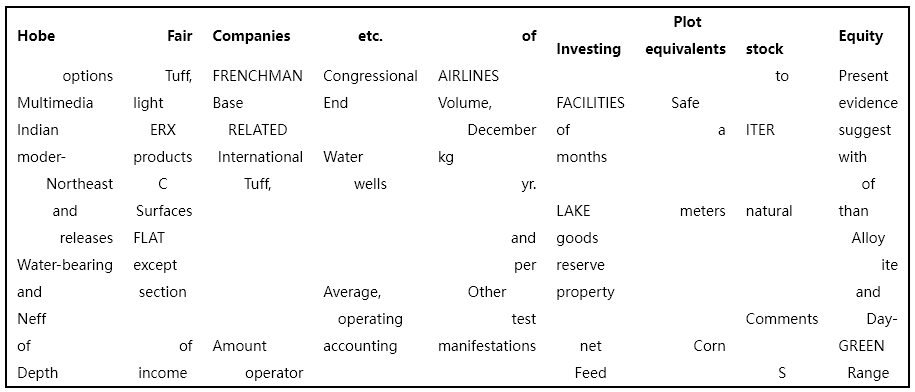 Hobe Fair Companies etc. of Investing Plot equivalents stock Equity
options Tuff, FRENCHMAN Congressional AIRLINES to Present
Multimedia light Base End Volume, FACILITIES Safe evidence
Indian ERX RELATED December of a ITER suggest
moder- products International Water kg months with
Northeast C Tuff, wells yr. of
and Surfaces LAKE meters natural than
releases FLAT and goods Alloy
Water-bearing except per reserve ite
and section Average, Other property and
Neff operating test Comments Day-
of of Amount accounting manifestations net Corn GREEN
Depth income operator Feed S Range